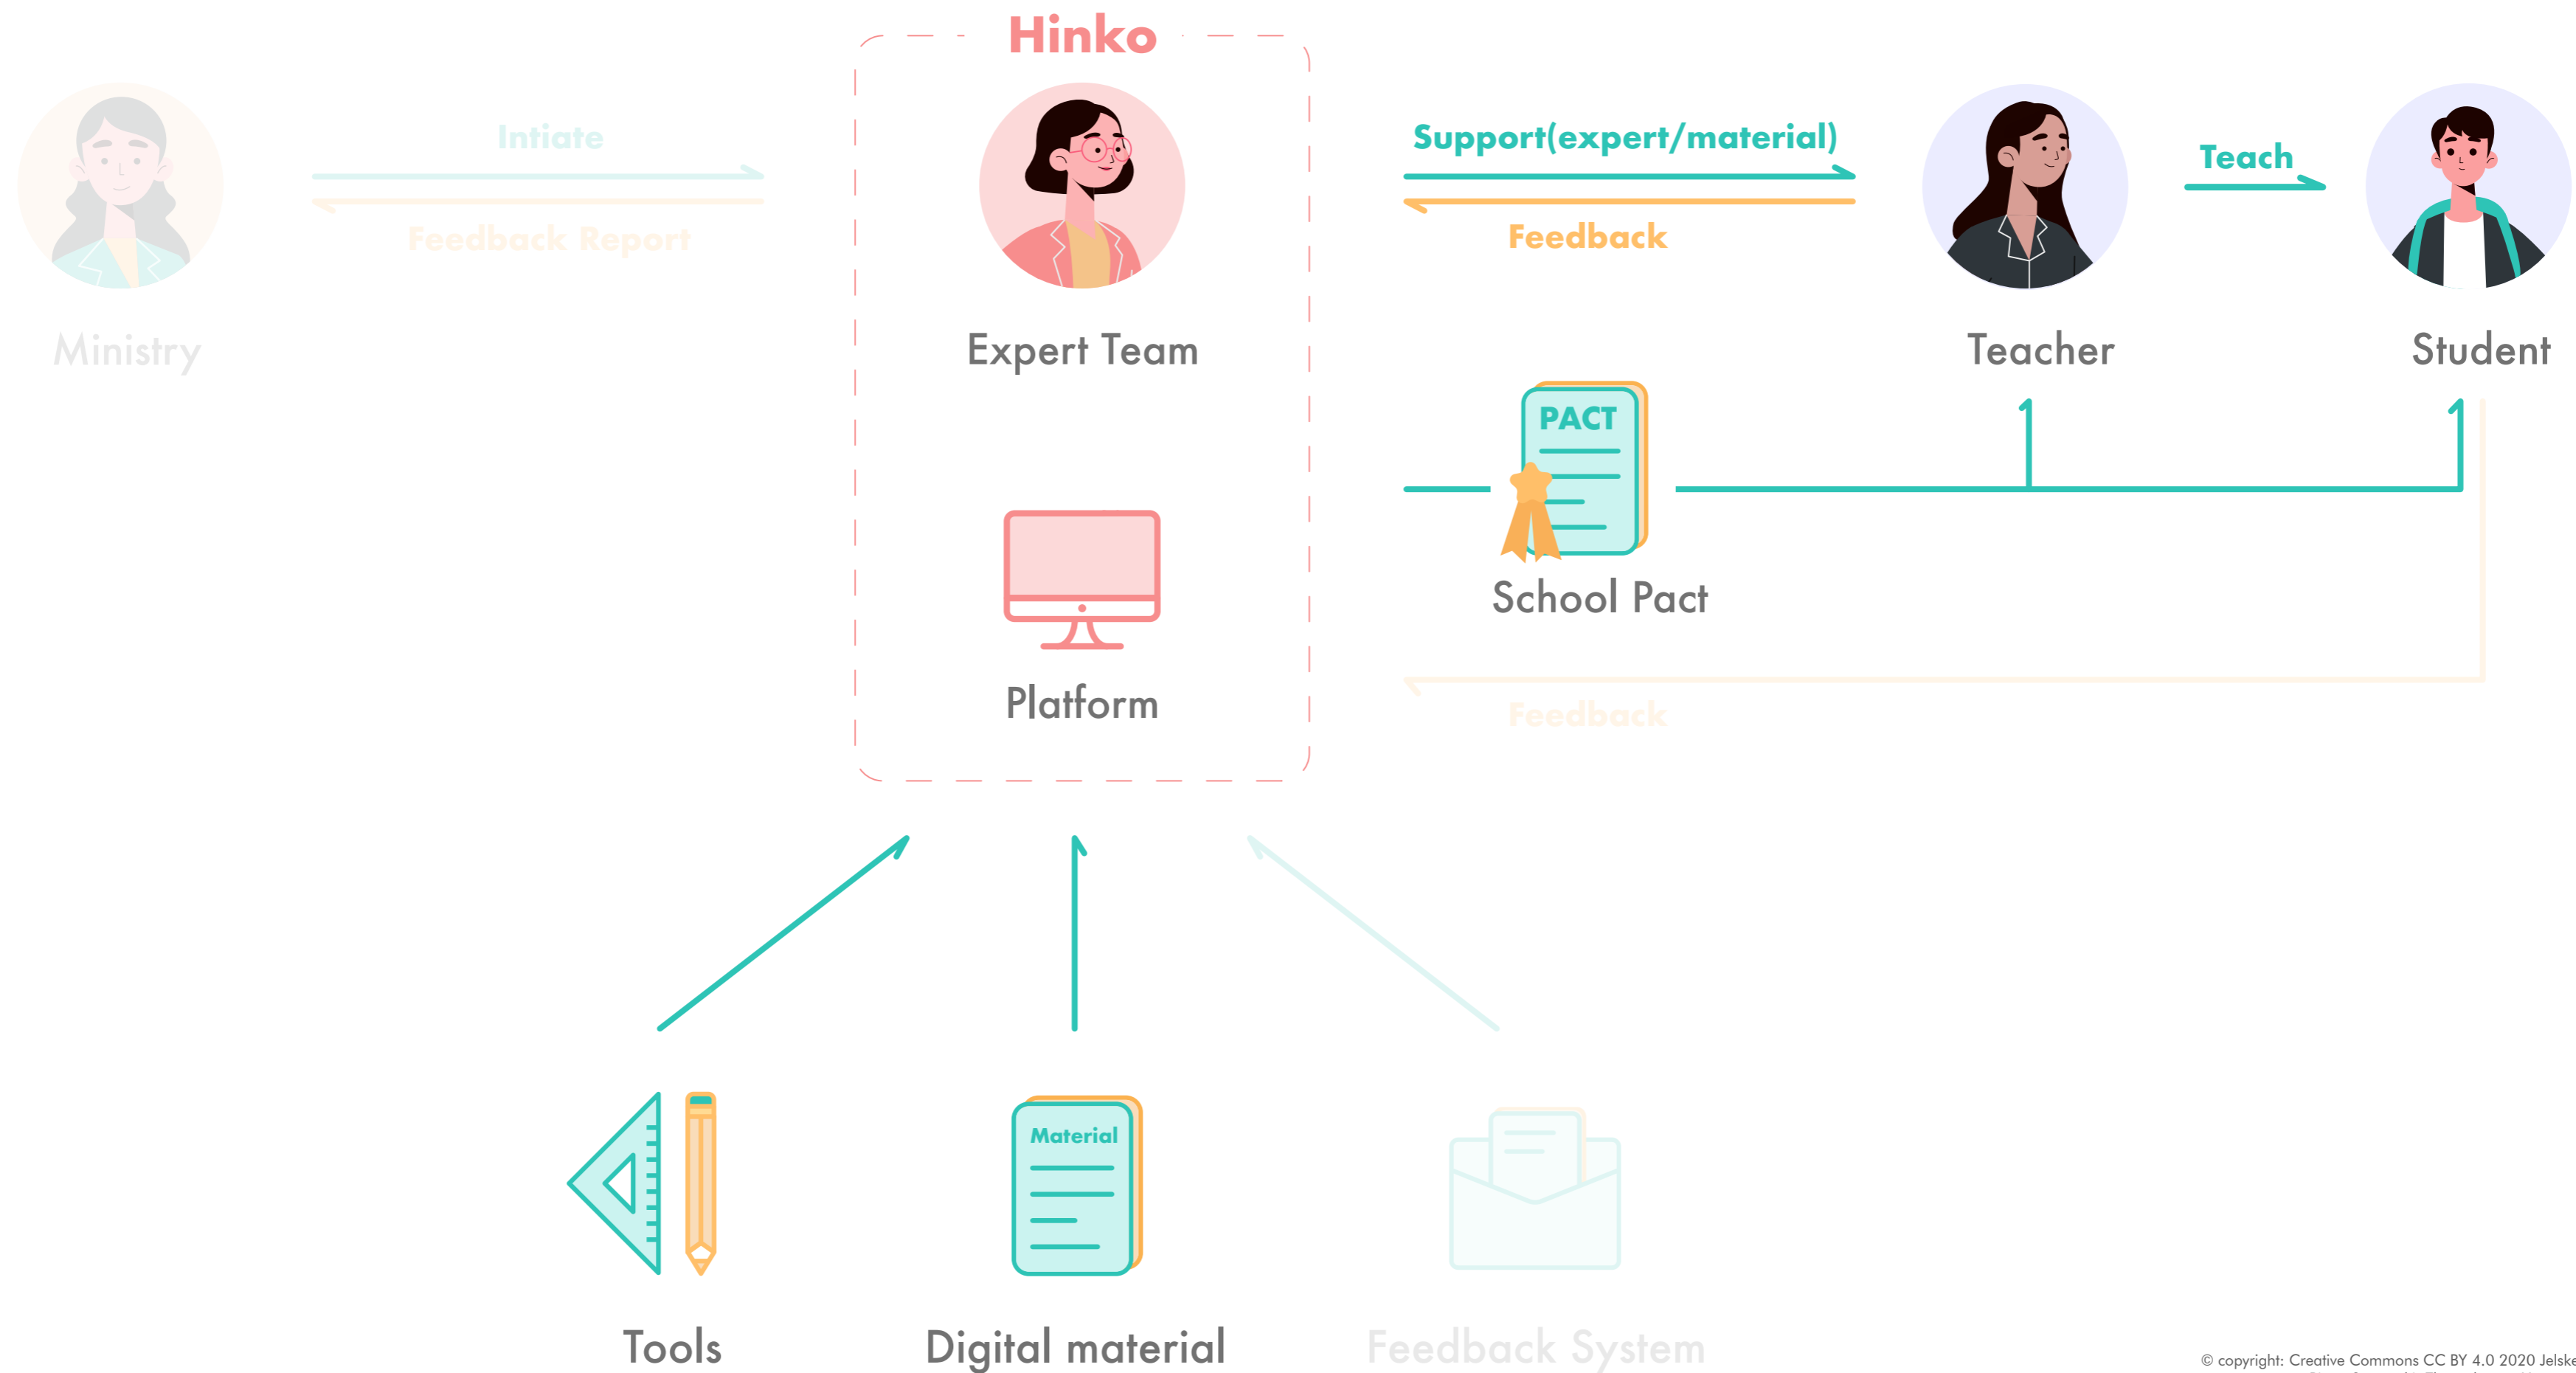 Hinko
Intiate
Support(expert/material)
Teach
Feedback Report
Feedback
Ministry
Expert Team
Teacher
Student
PACT
School Pact
Platform
Feedback
Material
Tools
Digital material
Feedback System
© copyright: Creative Commons CC BY 4.0 2020 Jelske